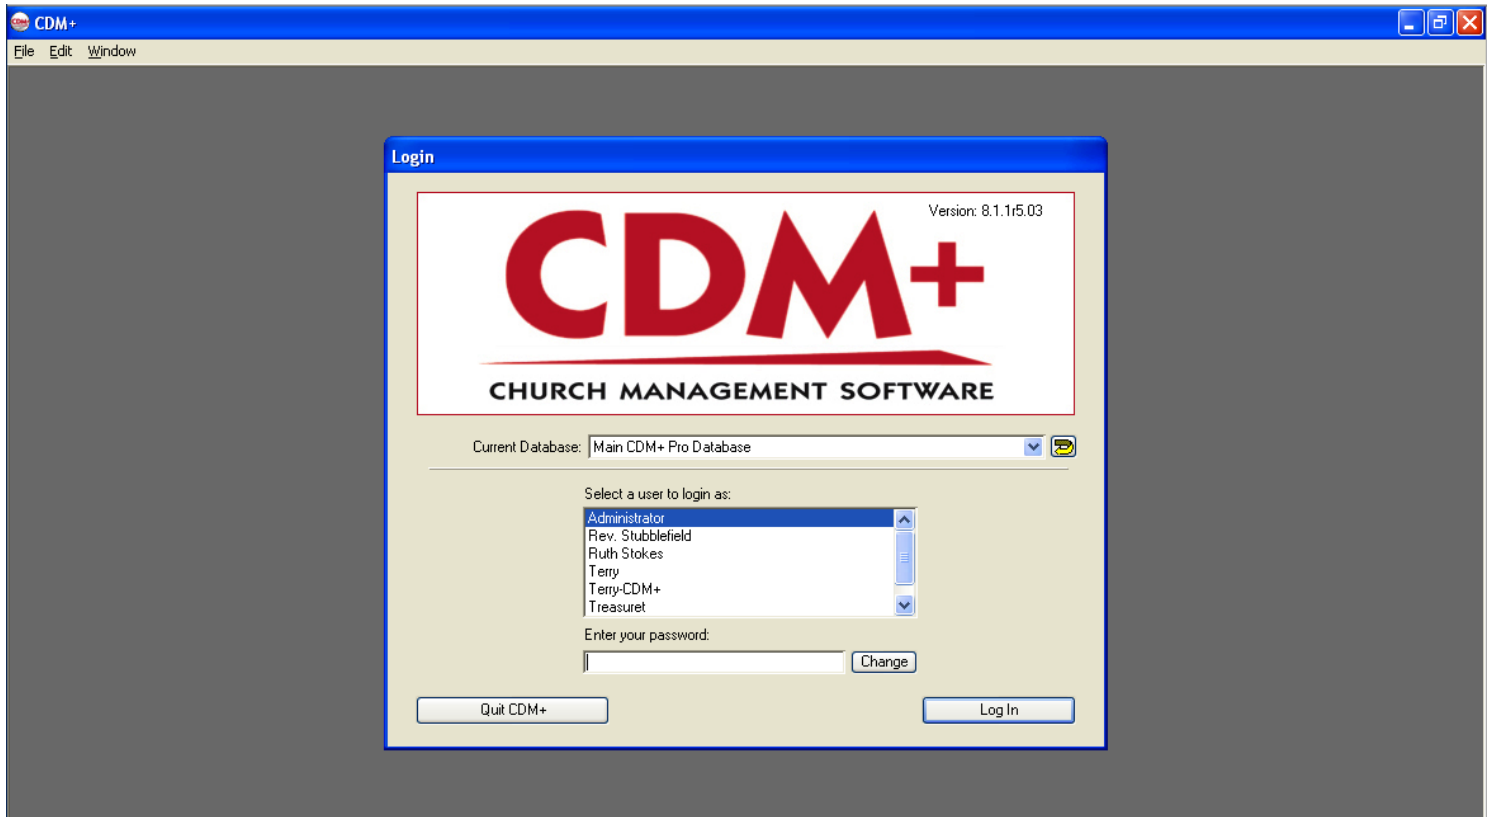 CDM+
File Edit Window
Login
Version: 8.1.1r5.03
CDM+
CHURCH MANAGEMENT SOFTWARE
Current Database: Main CDM+ Pro Database
Select a user to login as:
Administrator
Rev. Stubblefield
Ruth Stokes
Terry
Terry-CDM+
Treasuret
Enter your password:
Change
Quit CDM+ Log In